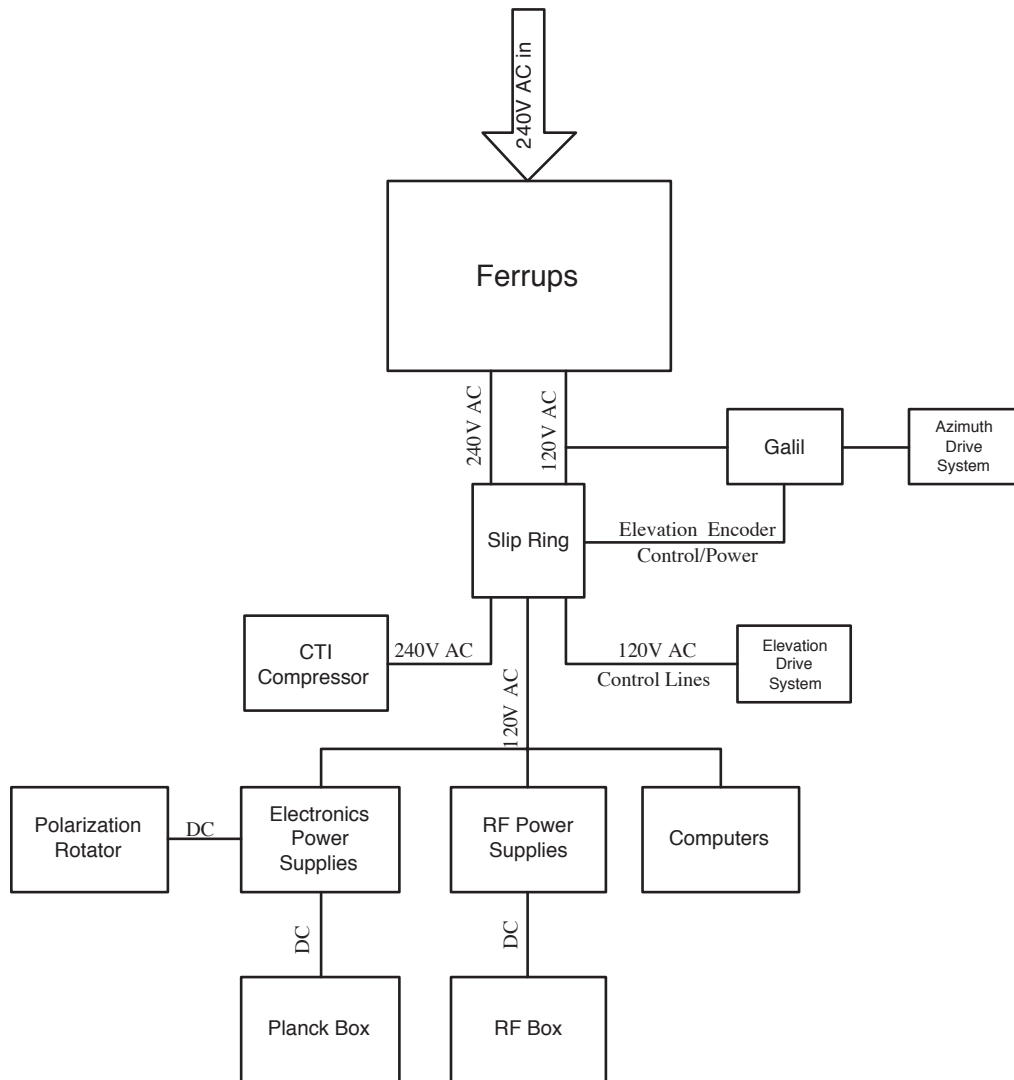 240V AC in
Ferrups
240V AC
120V AC
Galil
Azimuth
Drive
System
Slip Ring
Elevation Encoder
Control/Power
CTI
Compressor
240V AC
120V AC
120V AC
Control Lines
Elevation
Drive
System
Polarization
Rotator
DC
Electronics
Power
Supplies
RF Power
Supplies
Computers
DC
DC
Planck Box
RF Box